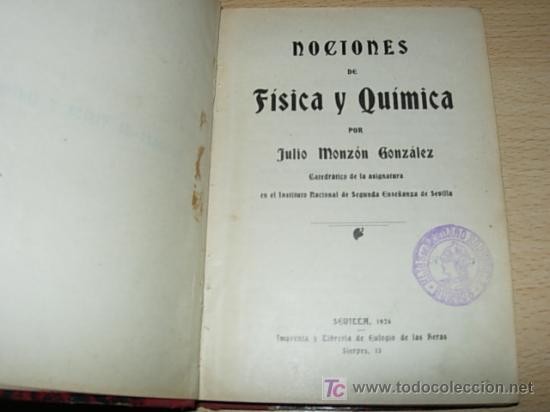 NOCIONES
DE
Física y Química
POR
Julio Monzón González
Catedrático de la asignatura
en el Instituto Nacional de Segunda Enseñanza de Sevilla
SEVILLA, 1926
Imprenta y Librería de Eulogio de las Heras
Sierpes, 13
www.todocoleccion.net